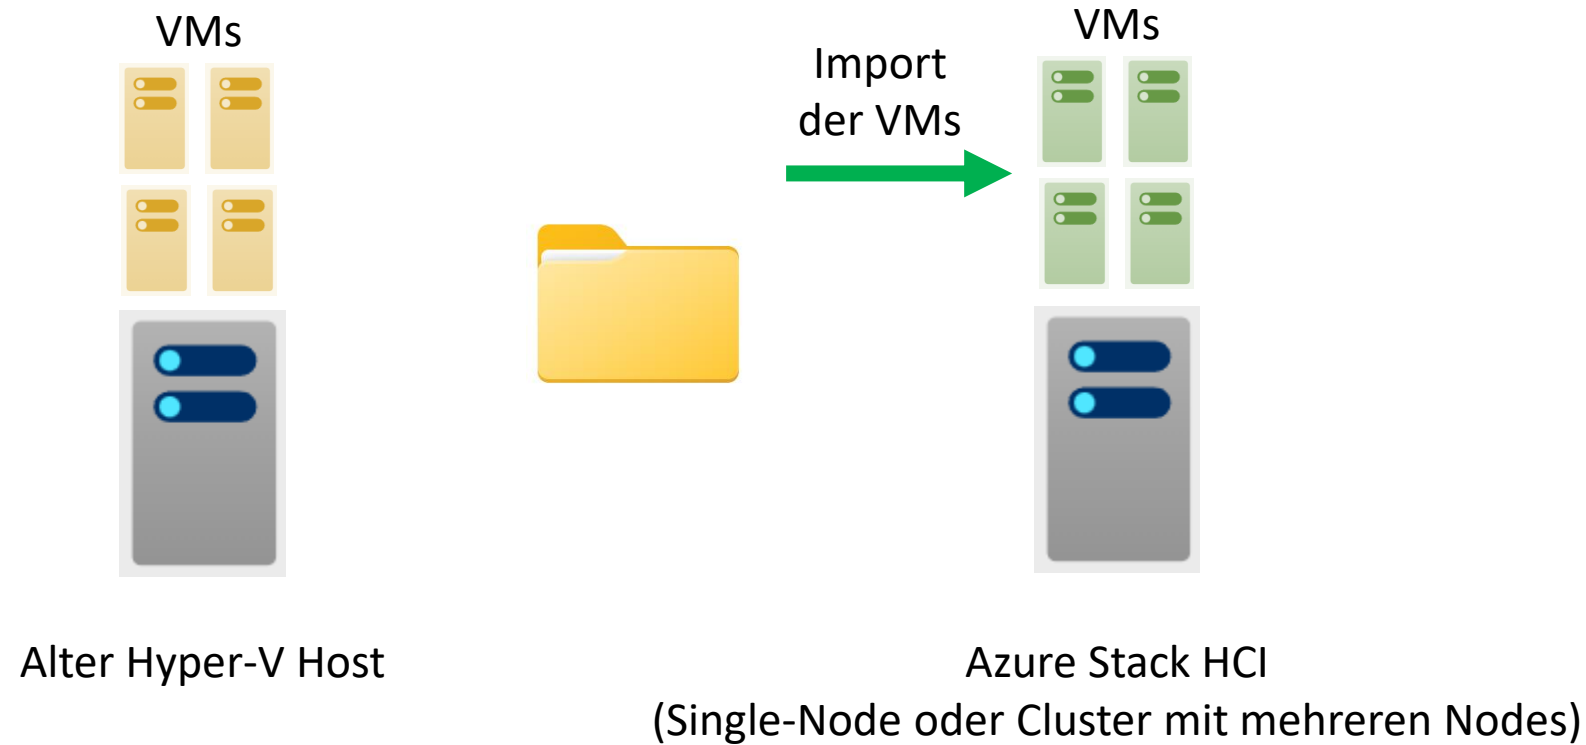 VMs
Import
der VMs
VMs
Alter Hyper-V Host
Azure Stack HCI
(Single-Node oder Cluster mit mehreren Nodes)